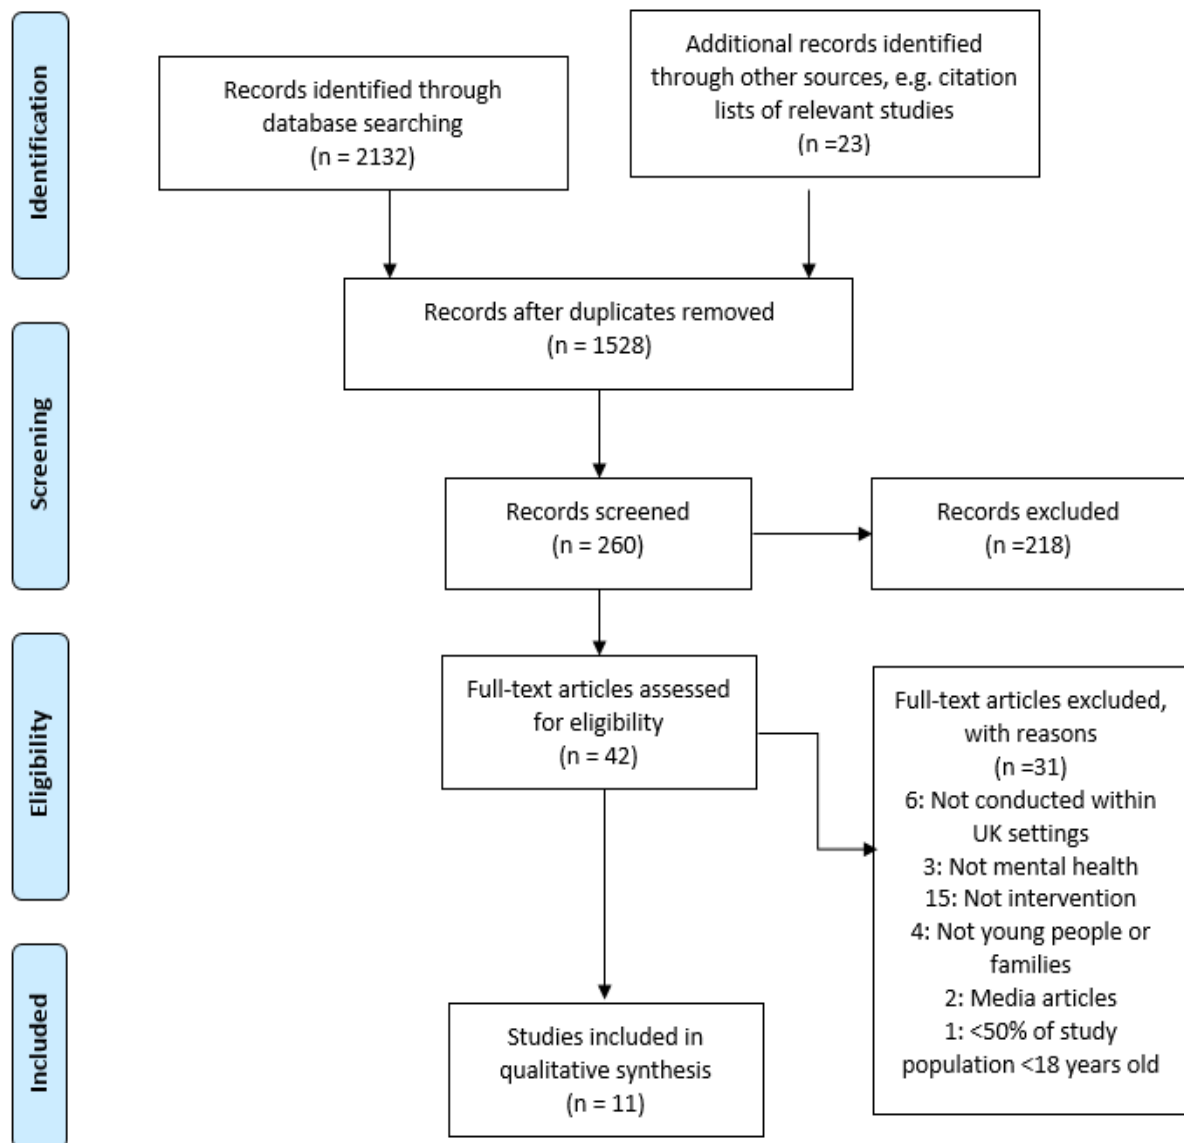 Identification
Records identified through
database searching
(n = 2132)
Additional records identified
through other sources, e.g. citation
lists of relevant studies
(n =23)
Records after duplicates removed
(n = 1528)
Screening
Records screened
(n = 260)
Records excluded
(n =218)
Eligibility
Full-text articles assessed
for eligibility
(n = 42)
Full-text articles excluded,
with reasons
(n =31)
6: Not conducted within
UK settings
3: Not mental health
15: Not intervention
4: Not young people or
families
2: Media articles
1: <50% of study
population <18 years old
Included
Studies included in
qualitative synthesis
(n = 11)